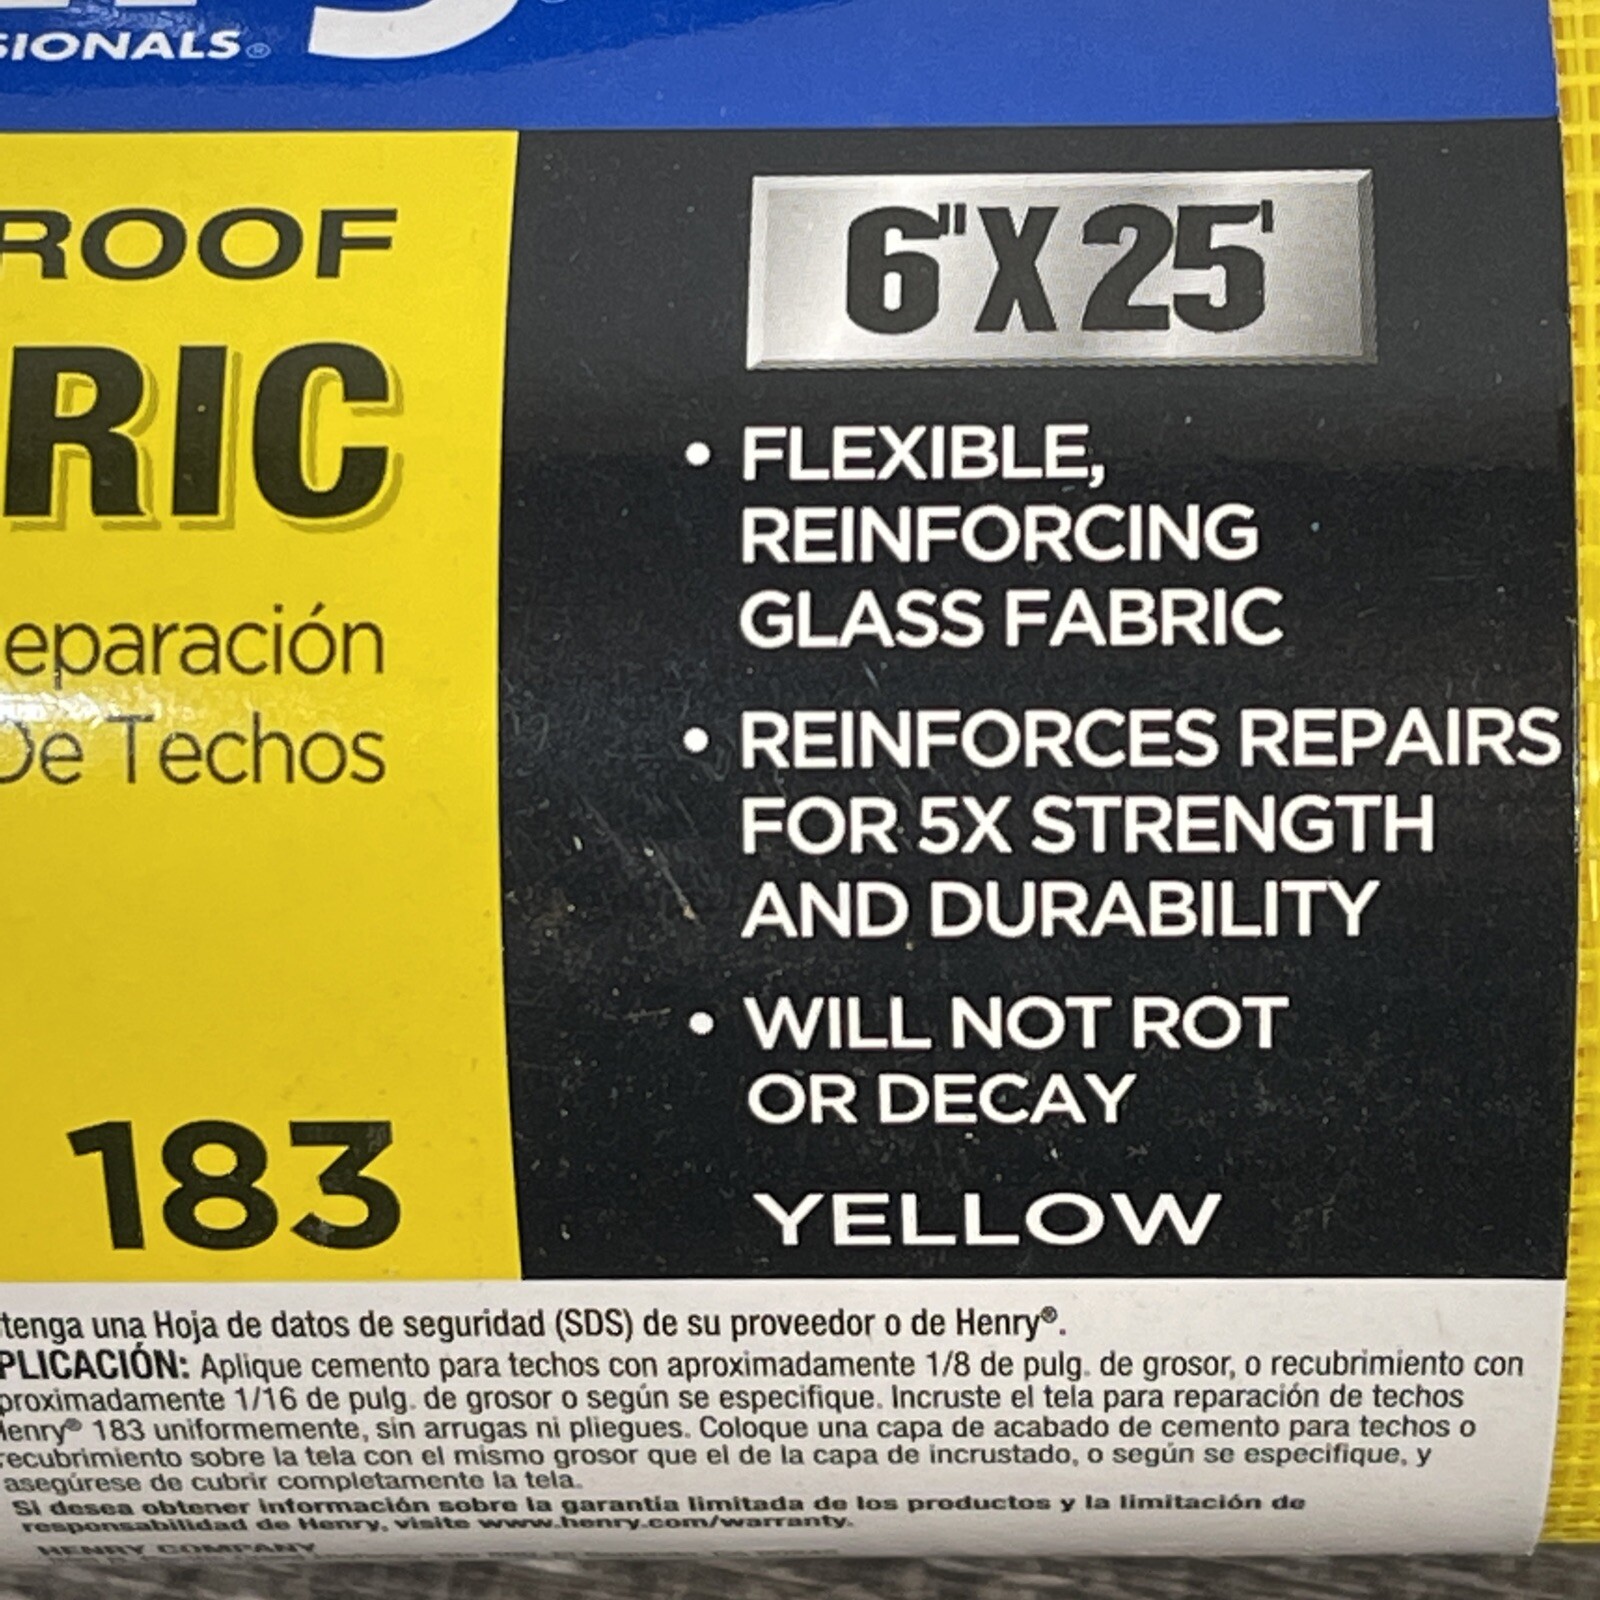 SIONALS®
ROOF
RIC
eparación
De Techos
183
6" X 25'
• FLEXIBLE,
REINFORCING
GLASS FABRIC
• REINFORCES REPAIRS
FOR 5X STRENGTH
AND DURABILITY
• WILL NOT ROT
OR DECAY
YELLOW
tenga una Hoja de datos de seguridad (SDS) de su proveedor o de Henry®.
PLICACIÓN: Aplique cemento para techos con aproximadamente 1/8 de pulg. de grosor, o recubrimiento con
proximadamente 1/16 de pulg. de grosor o según se especifique. Incruste el tela para reparación de techos
Henry® 183 uniformemente, sin arrugas ni pliegues. Coloque una capa de acabado de cemento para techos o
recubrimiento sobre la tela con el mismo grosor que el de la capa de incrustado, o según se especifique, y
asegúrese de cubrir completamente la tela.
Si desea obtener información sobre la garantía limitada de los productos y la limitación de
responsabilidad de Henry, visite www.henry.com/warranty.
HENRY COMPANY